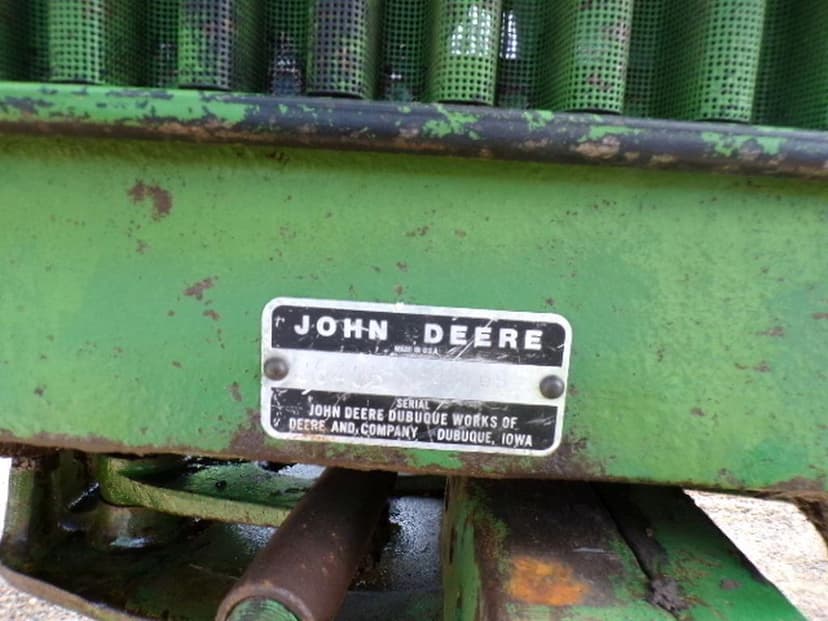 JOHN DEERE
MADE IN U.S.A.
SERIAL
JOHN DEERE DUBUQUE WORKS OF
DEERE AND COMPANY DUBUQUE, IOWA